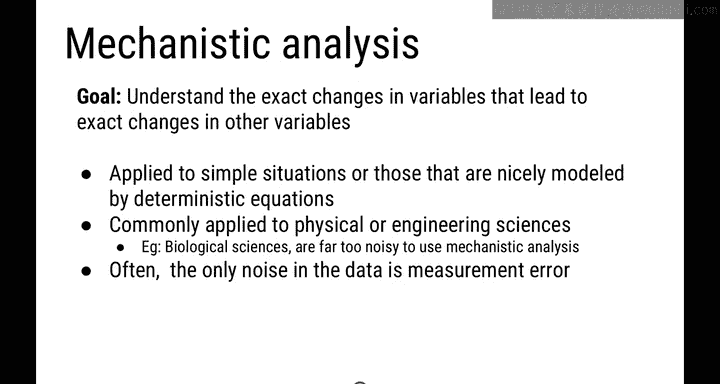 Mechanistic analysis
Goal: Understand the exact changes in variables that lead to
exact changes in other variables
● Applied to simple situations or those that are nicely modeled
by deterministic equations
● Commonly applied to physical or engineering sciences
● Eg: Biological sciences, are far too noisy to use mechanistic analysis
● Often, the only noise in the data is measurement error